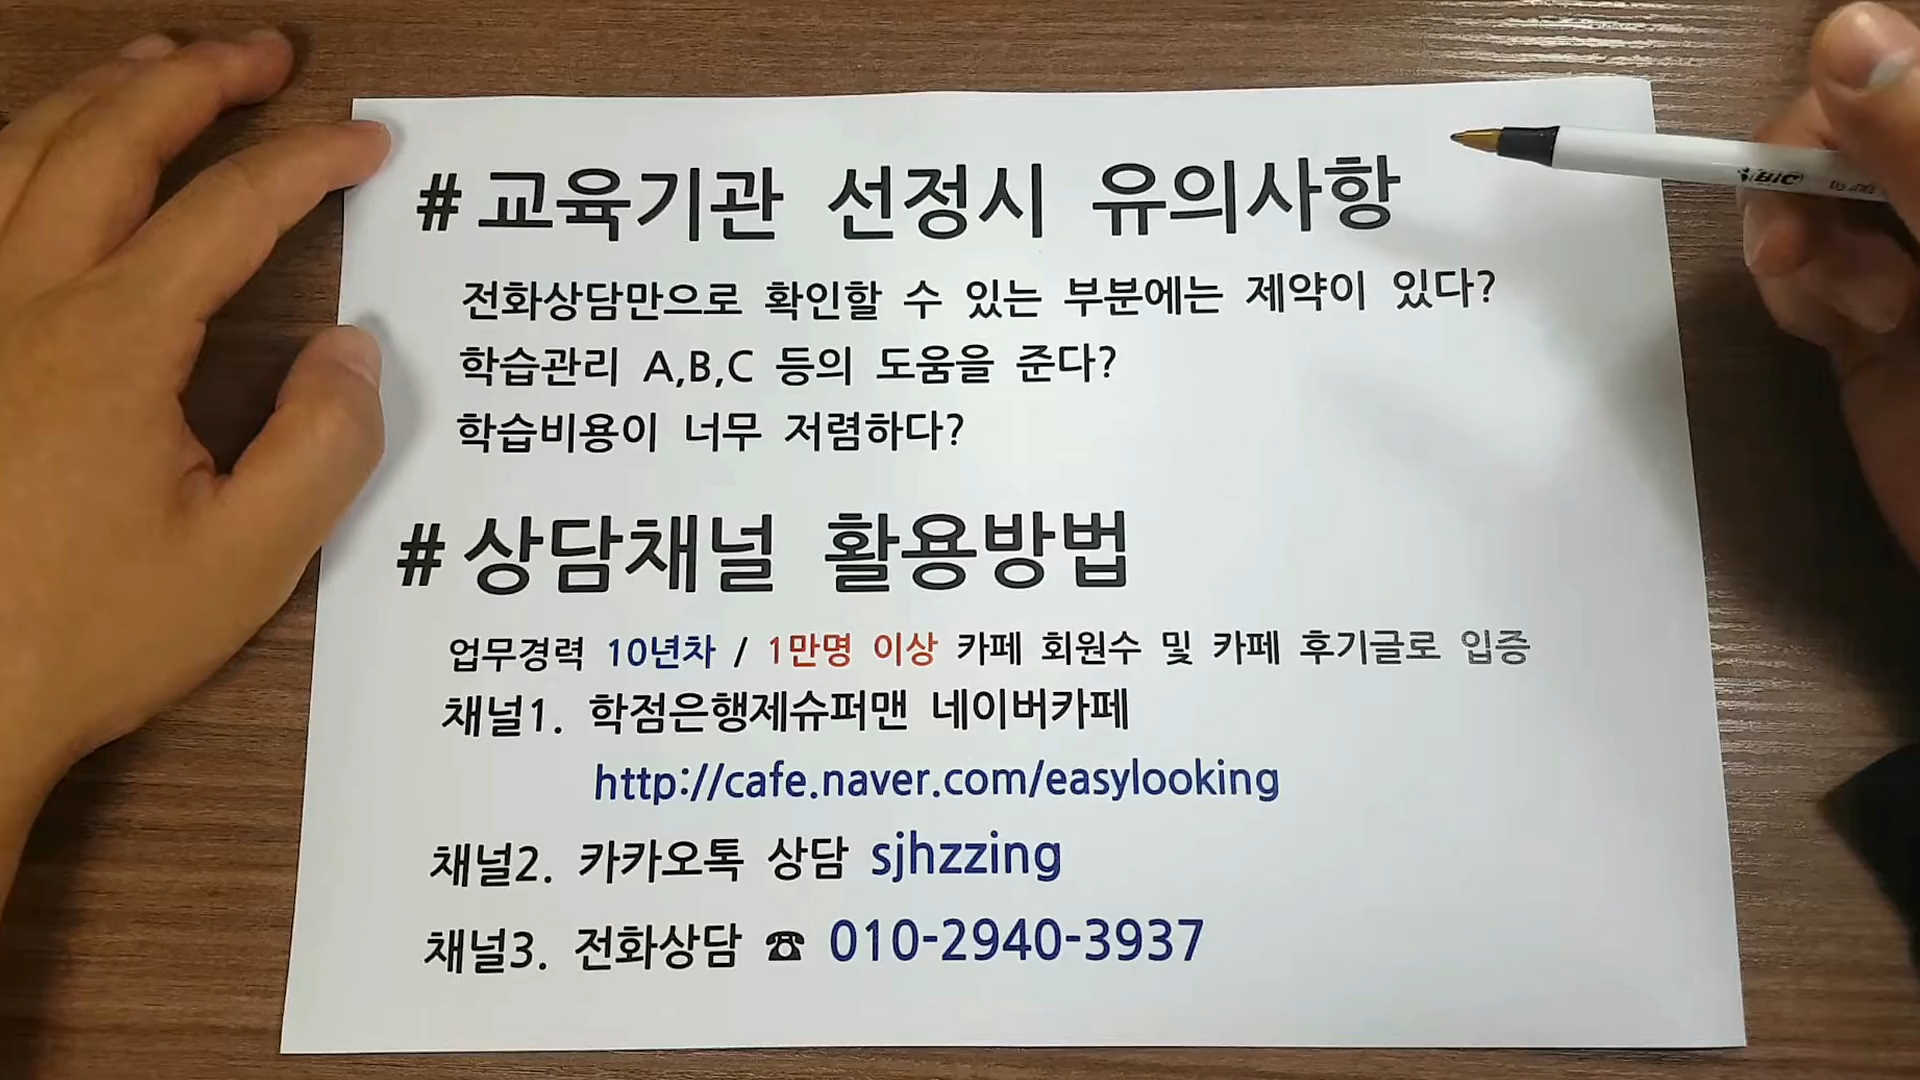 # 교육기관 선정시 유의사항
전화상담만으로 확인할 수 있는 부분에는 제약이 있다?
학습관리 A,B,C 등의 도움을 준다?
학습비용이 너무 저렴하다?
# 상담채널 활용방법
업무경력 10년차 / 1만명 이상 카페 회원수 및 카페 후기글로 입증
채널1. 학점은행제슈퍼맨 네이버카페
http://cafe.naver.com/easylooking
채널2. 카카오톡 상담 sjhzzing
채널3. 전화상담 ☎ 010-2940-3937
BIC